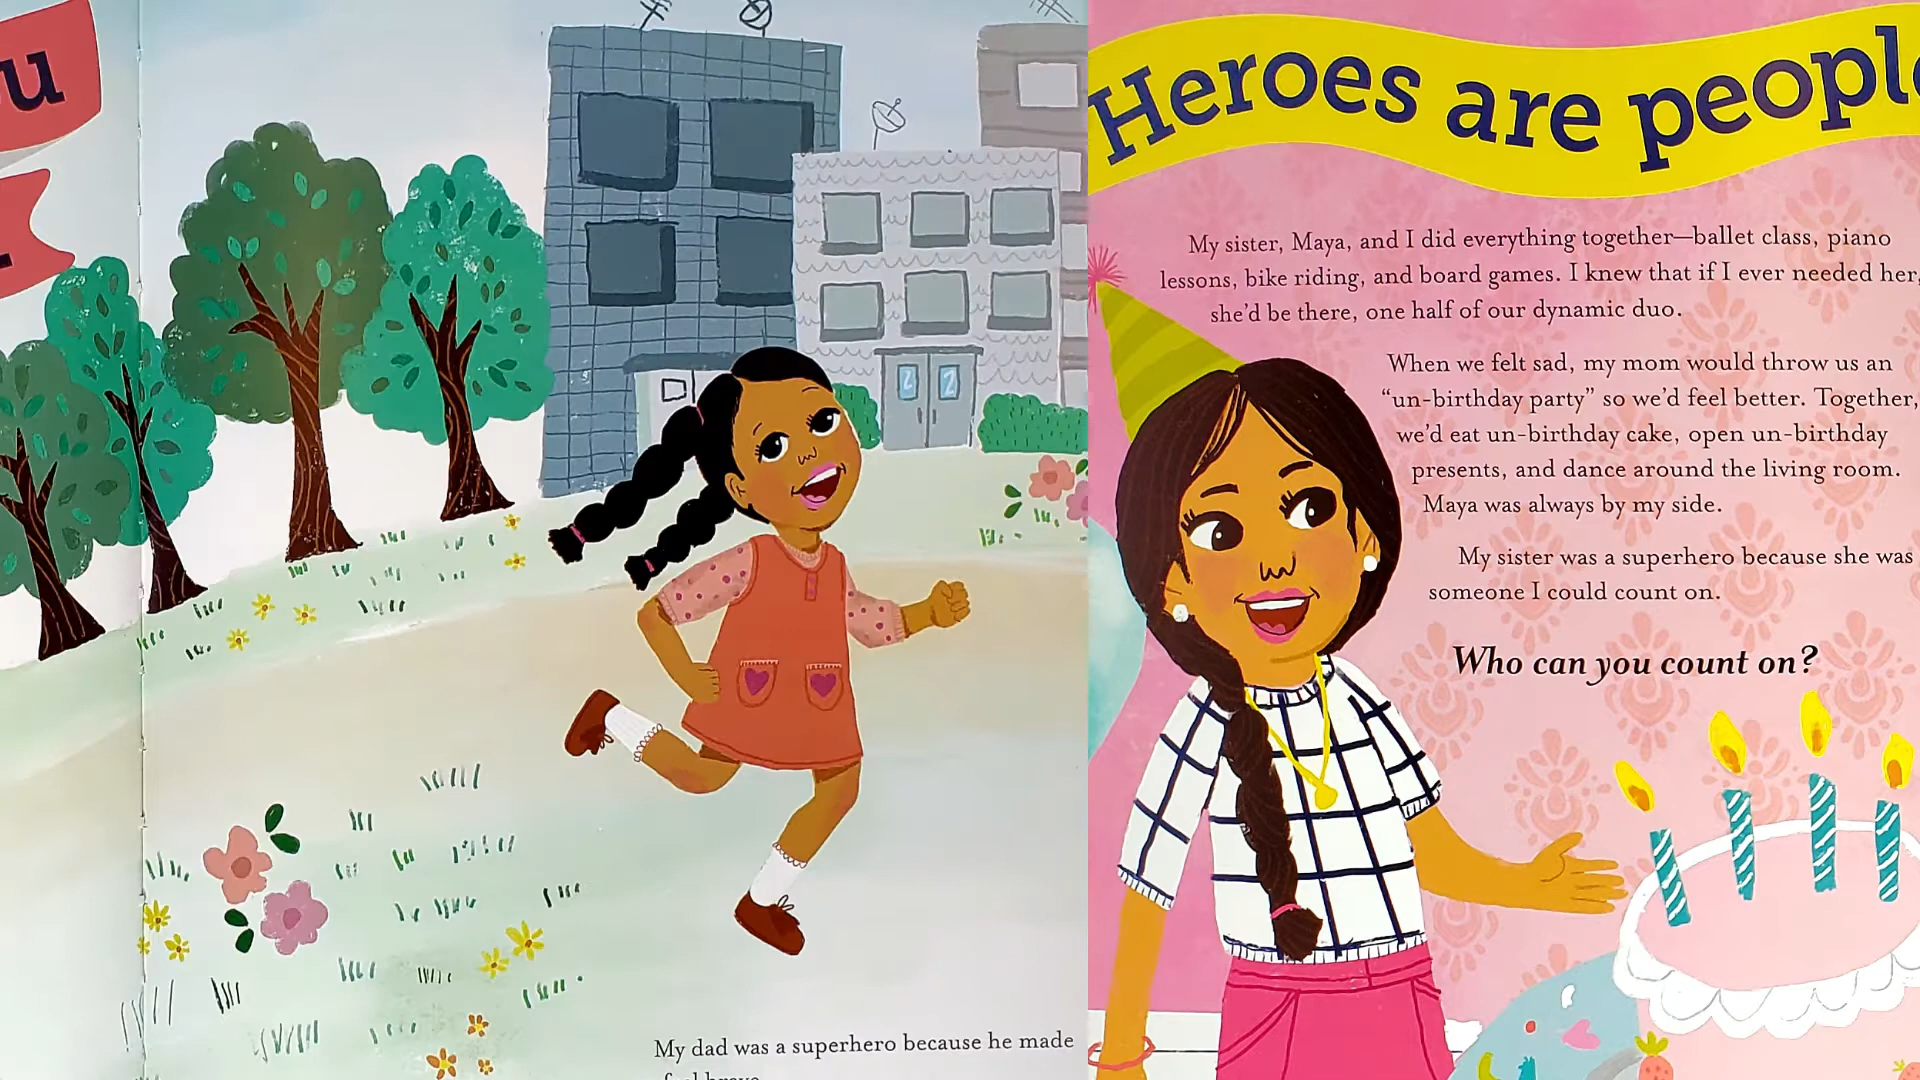 u
My dad was a superhero because he made
Heroes are people
My sister, Maya, and I did everything together—ballet class, piano
lessons, bike riding, and board games. I knew that if I ever needed her,
she'd be there, one half of our dynamic duo.
When we felt sad, my mom would throw us an
“un-birthday party” so we'd feel better. Together,
we'd eat un-birthday cake, open un-birthday
presents, and dance around the living room.
Maya was always by my side.
My sister was a superhero because she was
someone I could count on.
Who can you count on?